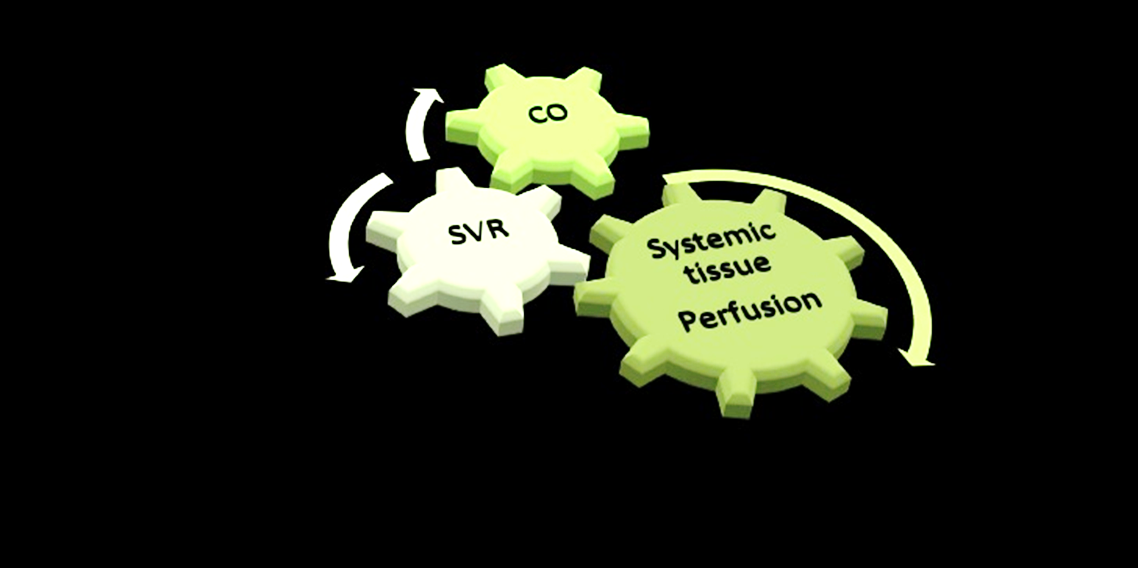 CO
SVR
Systemic
tissue
Perfusion